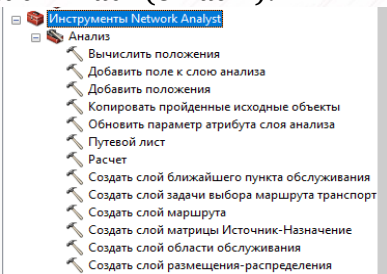 Инструменты Network Analyst
Анализ
Вычислить положения
Добавить поле к слою анализа
Добавить положения
Копировать пройденные исходные объекты
Обновить параметр атрибута слоя анализа
Путевой лист
Расчет
Создать слой ближайшего пункта обслуживания
Создать слой задачи выбора маршрута транспорт
Создать слой маршрута
Создать слой матрицы Источник-Назначение
Создать слой области обслуживания
Создать слой размещения-распределения